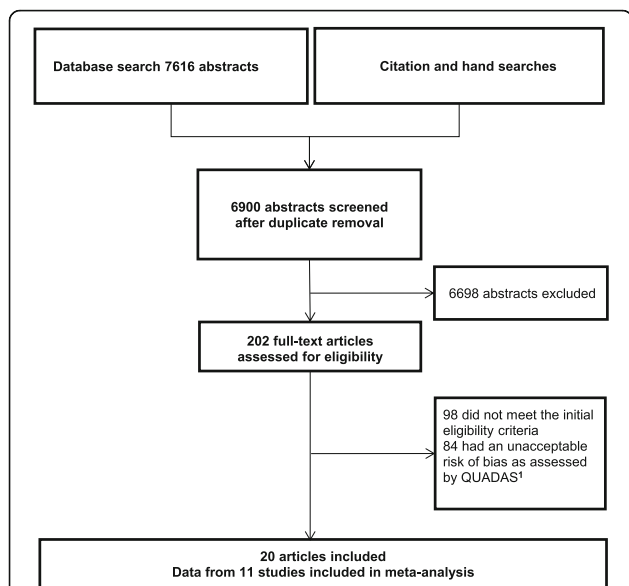 Database search 7616 abstracts
Citation and hand searches
6900 abstracts screened
after duplicate removal
6698 abstracts excluded
202 full-text articles
assessed for eligibility
98 did not meet the initial
eligibility criteria
84 had an unacceptable
risk of bias as assessed
by QUADAS¹
20 articles included
Data from 11 studies included in meta-analysis